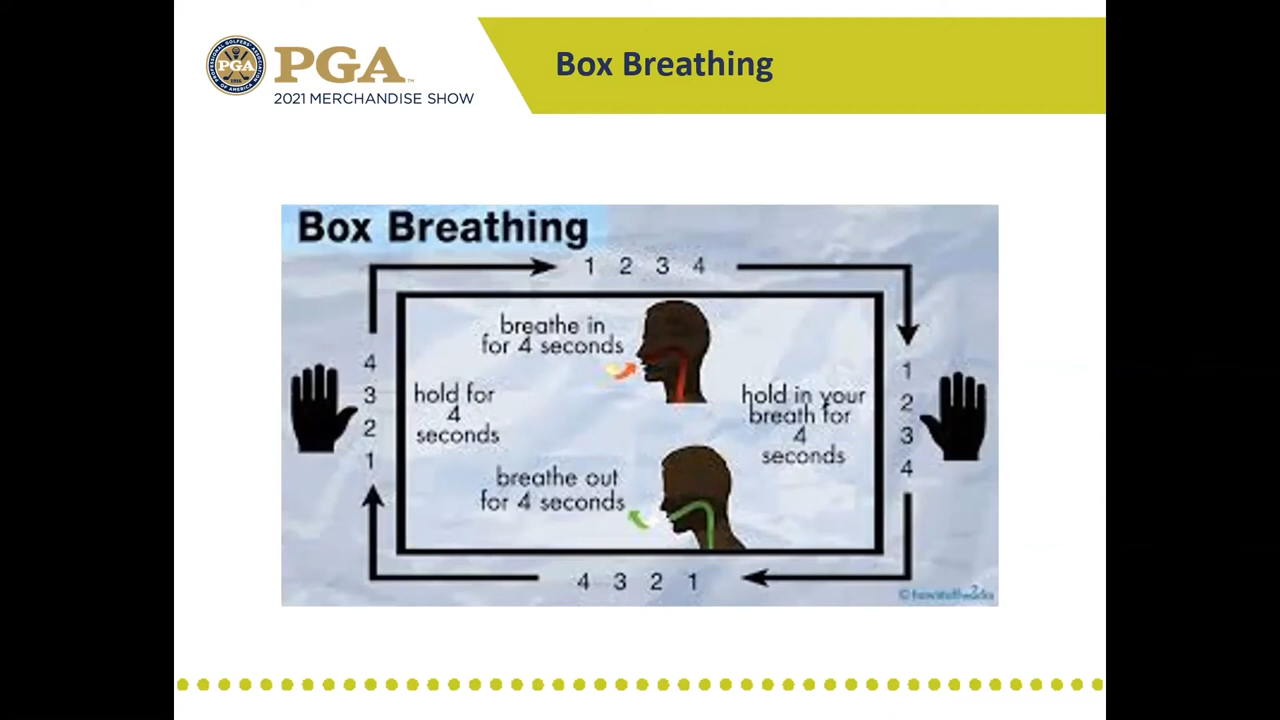 PGA
PGA™
2021 MERCHANDISE SHOW
Box Breathing
Box Breathing
1 2 3 4
breathe in
for 4 seconds
4
3
2
1
hold for
4
seconds
hold in your
breath for
4
seconds
1
2
3
4
breathe out
for 4 seconds
4 3 2 1